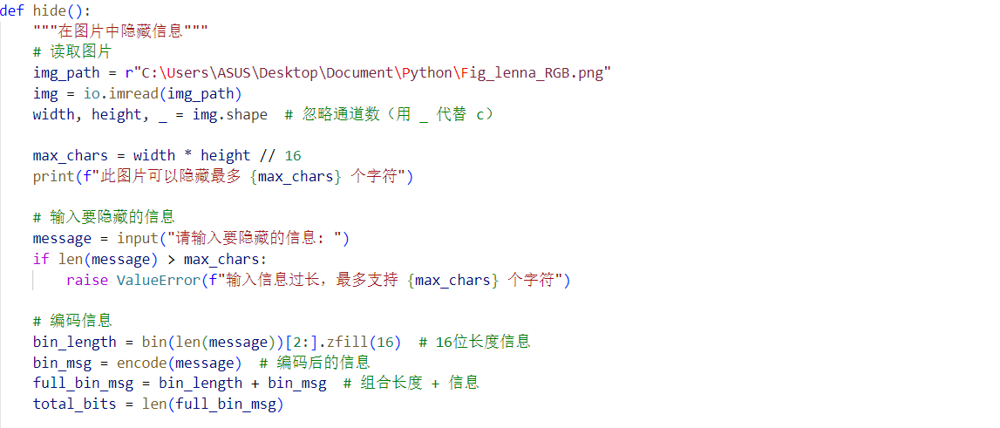 def hide():
    """在图片中隐藏信息"""
    # 读取图片
    img_path = r"C:\Users\ASUS\Desktop\Document\Python\Fig_lenna_RGB.png"
    img = io.imread(img_path)
    width, height, _ = img.shape  # 忽略通道数（用 _ 代替 c）

    max_chars = width * height // 16
    print(f"此图片可以隐藏最多 {max_chars} 个字符")

    # 输入要隐藏的信息
    message = input("请输入要隐藏的信息: ")
    if len(message) > max_chars:
        raise ValueError(f"输入信息过长，最多支持 {max_chars} 个字符")

    # 编码信息
    bin_length = bin(len(message))[2:].zfill(16)  # 16位长度信息
    bin_msg = encode(message)  # 编码后的信息
    full_bin_msg = bin_length + bin_msg  # 组合长度 + 信息
    total_bits = len(full_bin_msg)